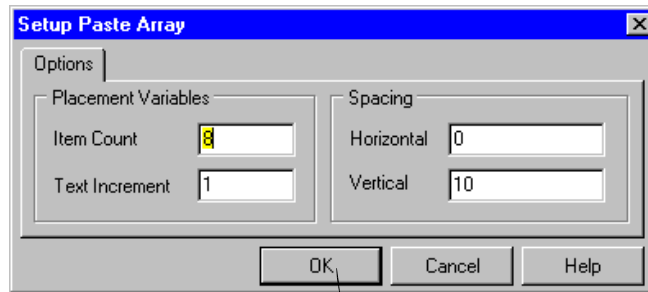 Setup Paste Array
Options
Placement Variables
Item Count 8
Text Increment 1
Spacing
Horizontal 0
Vertical 10
OK Cancel Help